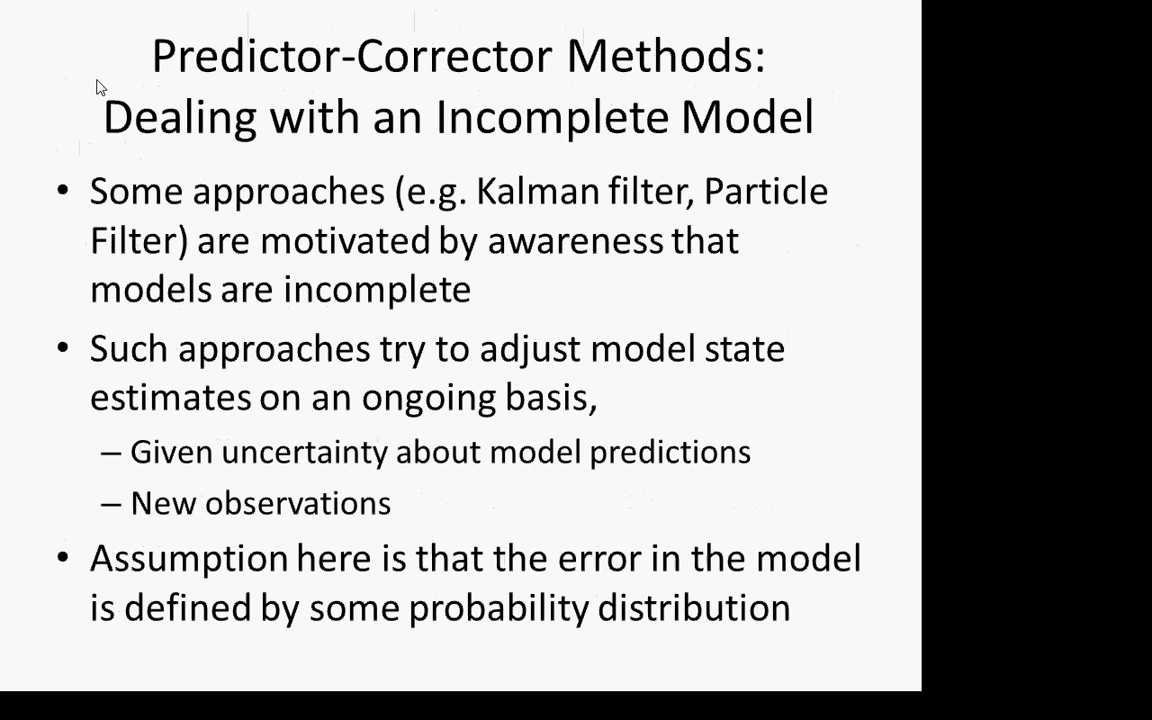 Predictor-Corrector Methods:
Dealing with an Incomplete Model
• Some approaches (e.g. Kalman filter, Particle
Filter) are motivated by awareness that
models are incomplete
• Such approaches try to adjust model state
estimates on an ongoing basis,
– Given uncertainty about model predictions
– New observations
• Assumption here is that the error in the model
is defined by some probability distribution